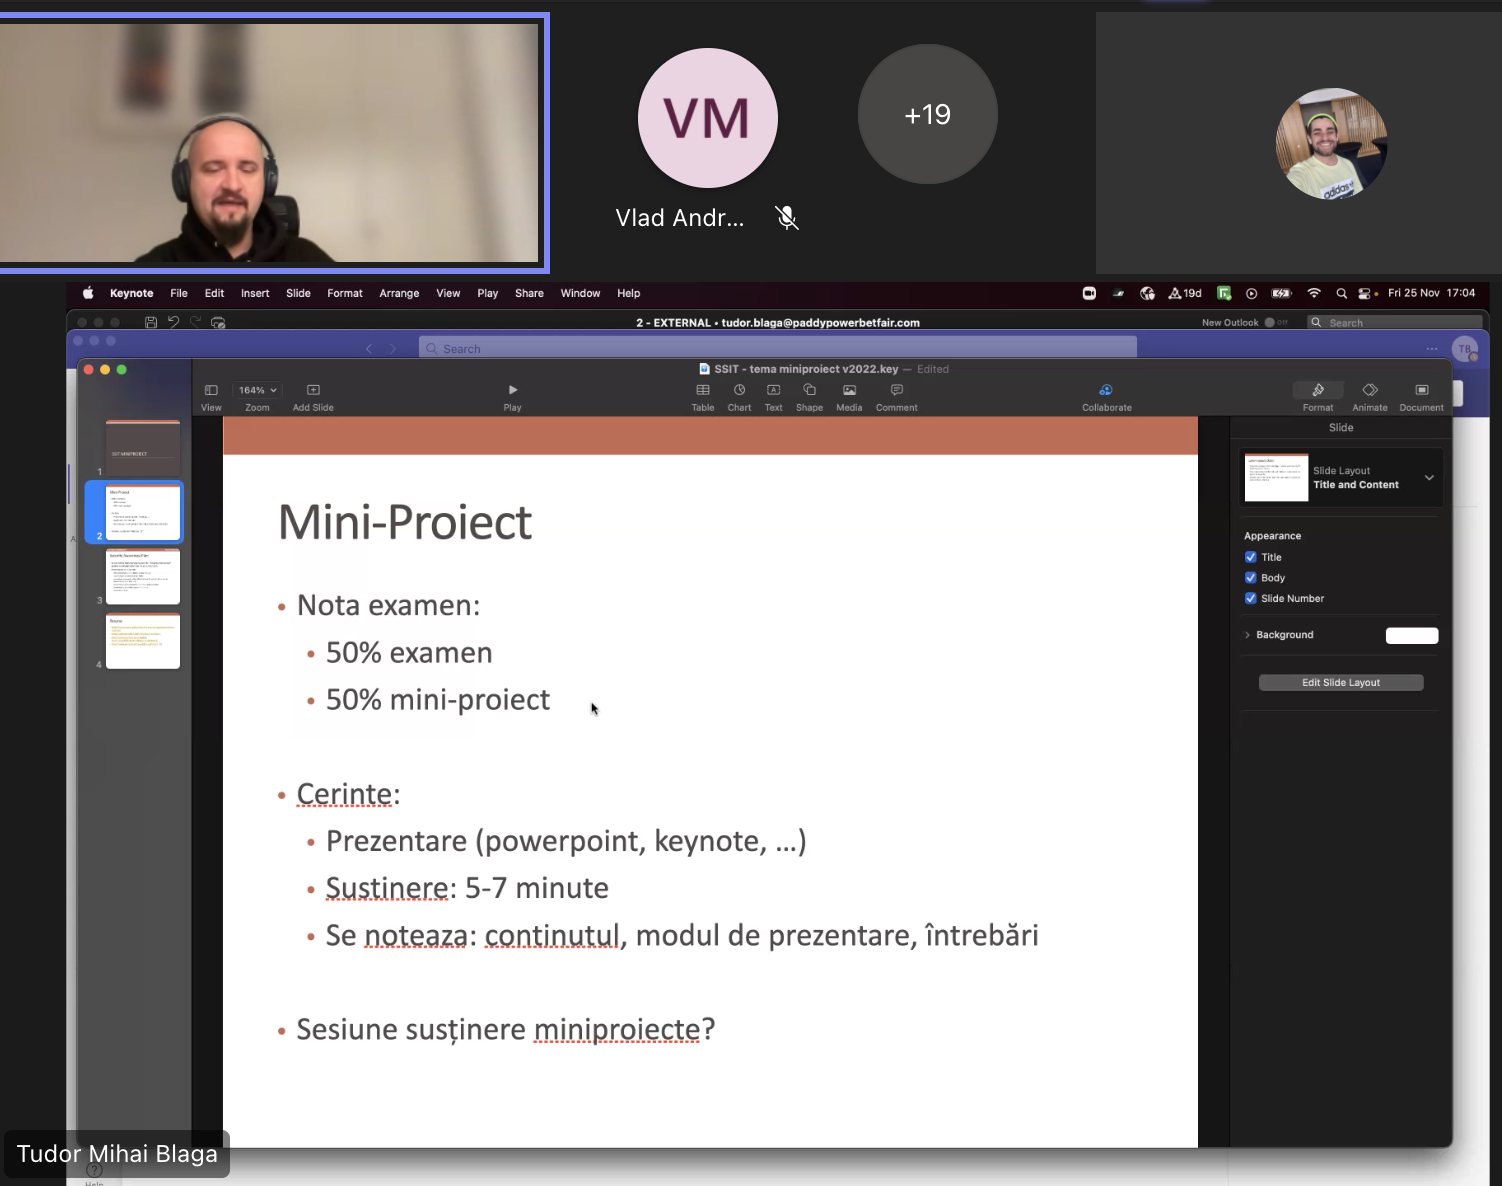 VM
+19
Vlad Andr...
adidas
Keynote File Edit Insert Slide Format Arrange View Play Share Window Help
19d
Fri 25 Nov 17:04
2 - EXTERNAL • tudor.blaga@paddypowerbetfair.com
New Outlook
Off
Search
Search
TB
SSIT - tema miniproiect v2022.key — Edited
164%
View Zoom Add Slide Play Table Chart Text Shape Media Comment Collaborate Format Animate Document
Slide
1
SSIT MINIPROIECT
2
3
4
Mini-Proiect
• Nota examen:
• 50% examen
• 50% mini-proiect
• Cerinte:
• Prezentare (powerpoint, keynote, ...)
• Sustinere: 5-7 minute
• Se noteaza: continutul, modul de prezentare, întrebări
• Sesiune susținere miniproiecte?
Slide Layout
Title and Content
Appearance
Title
Body
Slide Number
Background
Edit Slide Layout
Tudor Mihai Blaga
Help